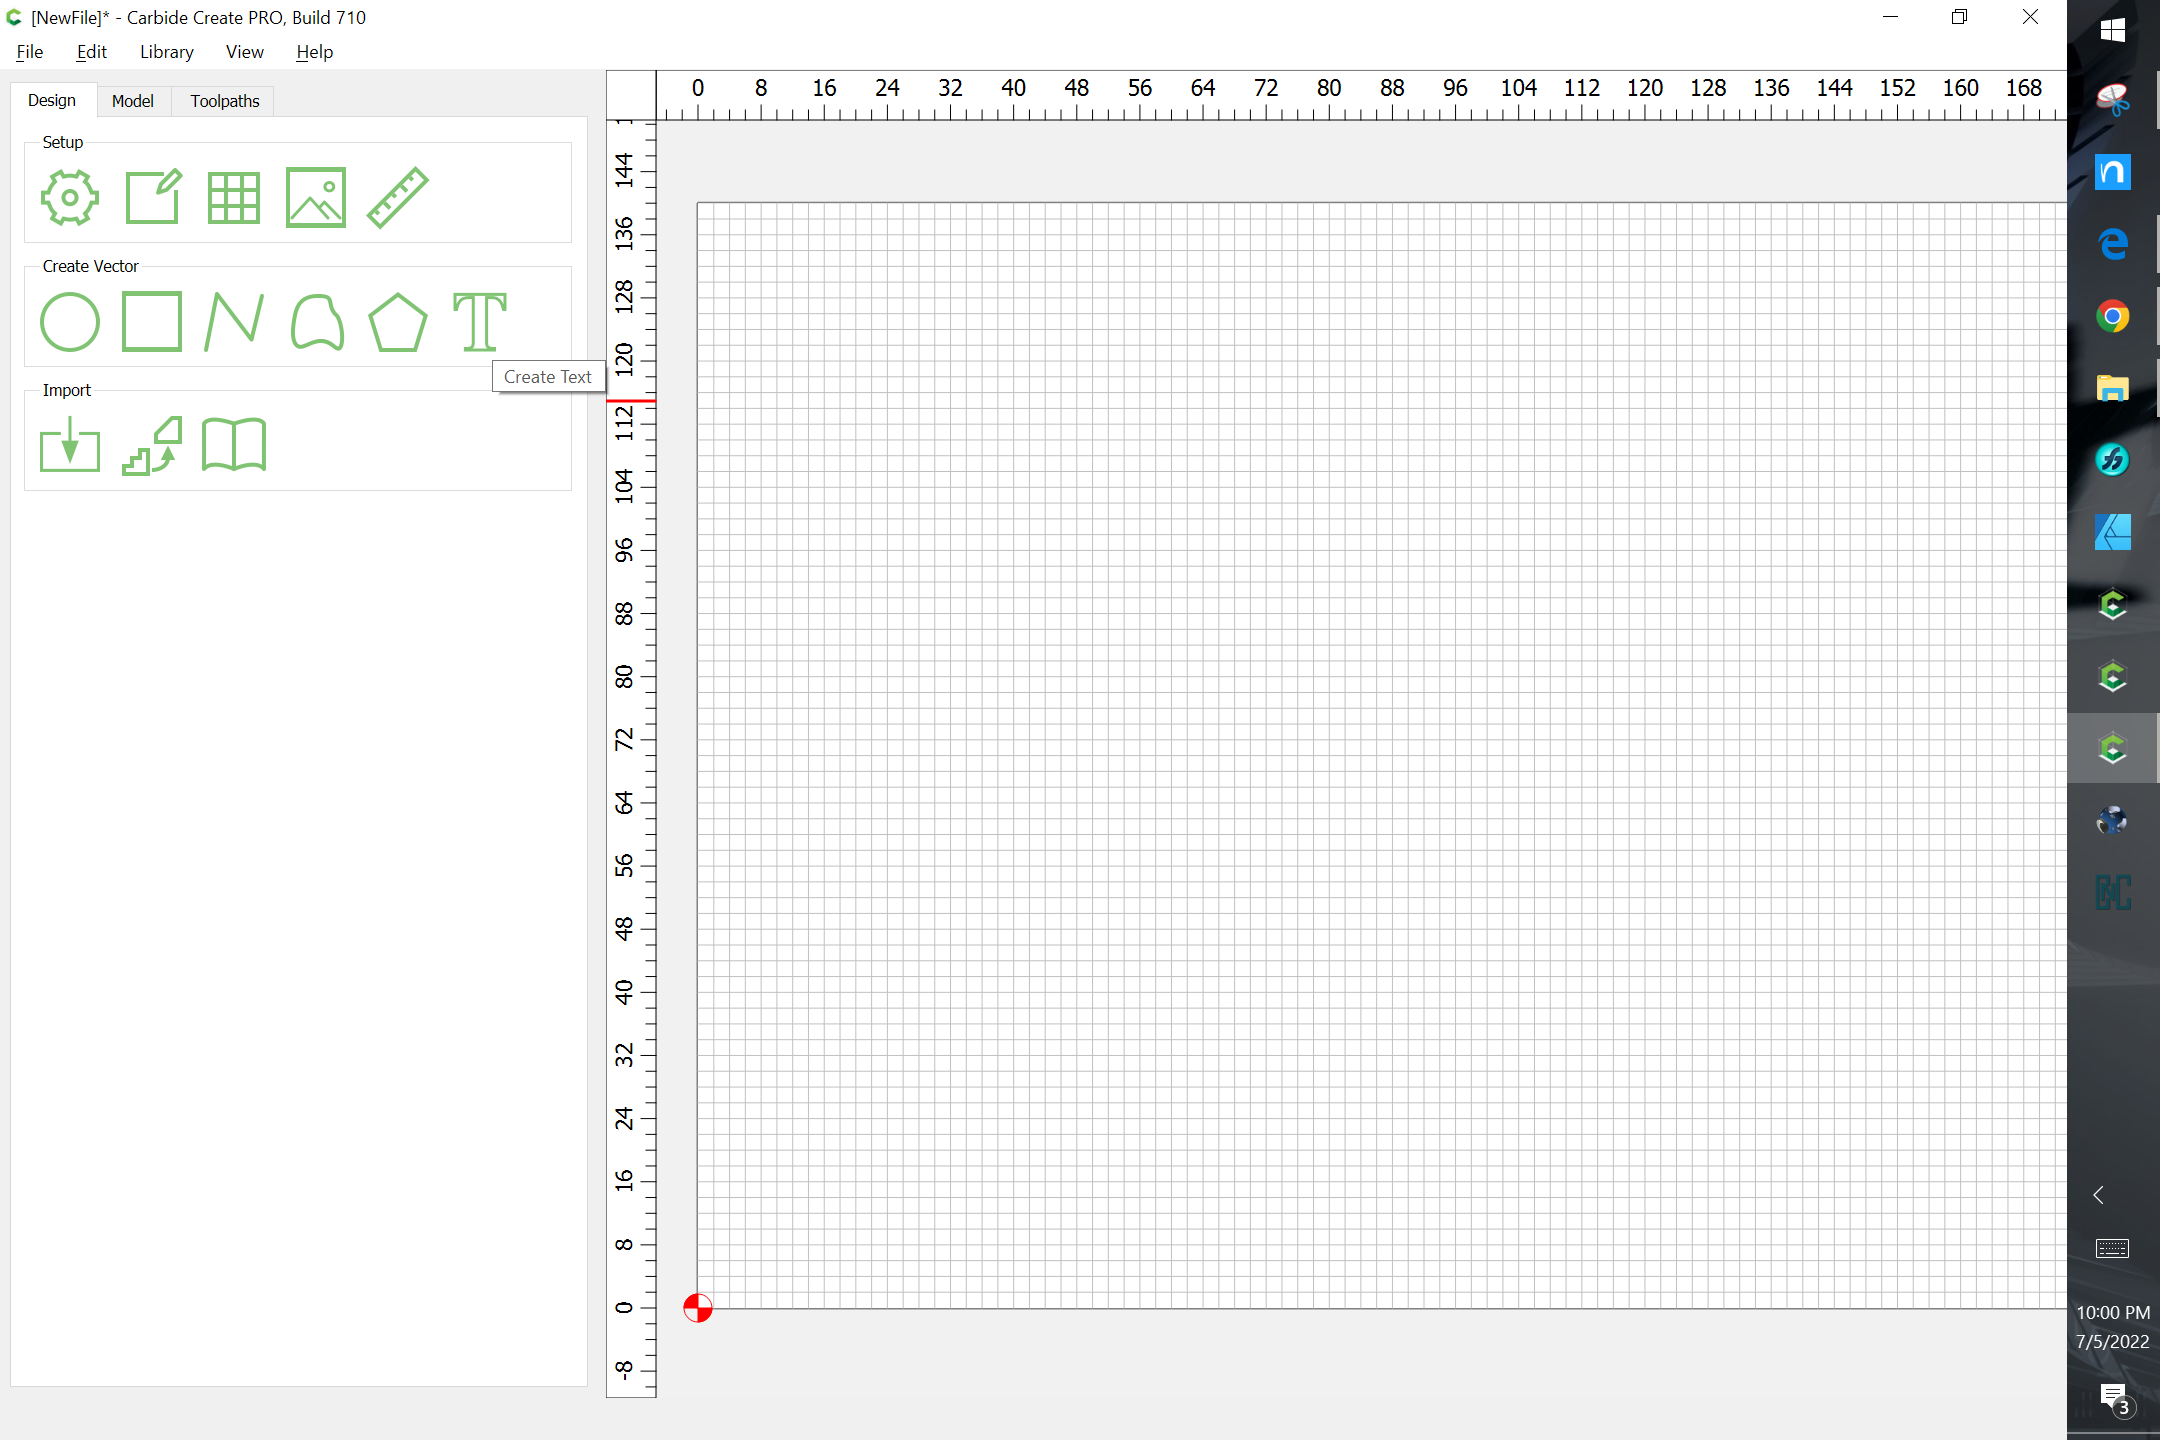 [NewFile]* - Carbide Create PRO, Build 710
File Edit Library View Help
Design Model Toolpaths
Setup
Create Vector
Create Text
Import
0 8 16 24 32 40 48 56 64 72 80 88 96 104 112 120 128 136 144 152 160 168
144
136
128
120
112
104
96
88
80
72
64
56
48
40
32
24
16
8
0
-8
10:00 PM
7/5/2022
3